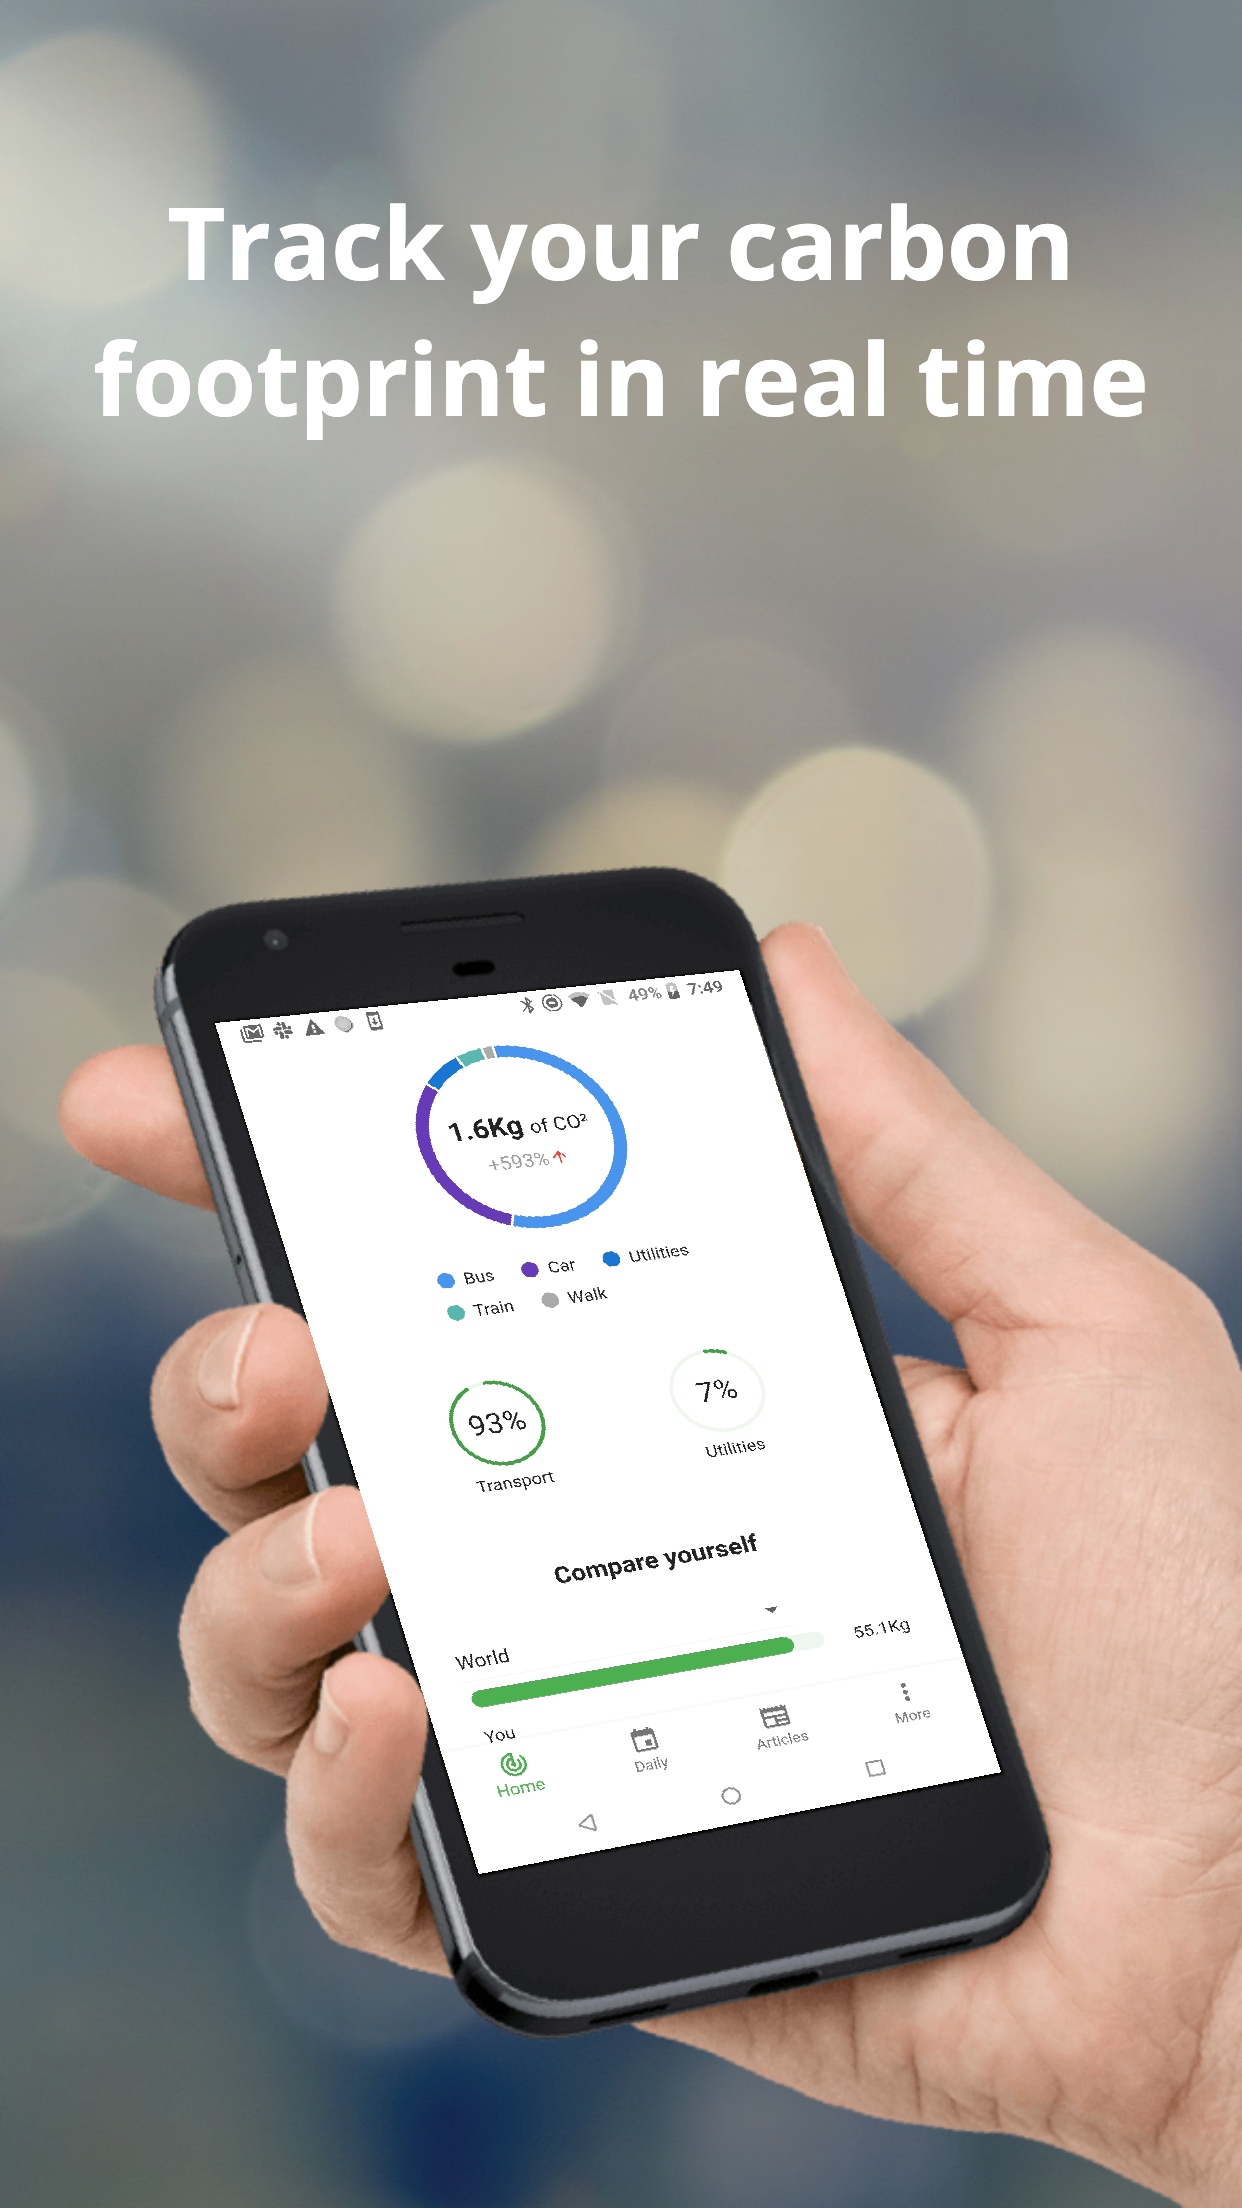 Track your carbon
footprint in real time
49% 7:49
1.6Kg of CO²
+593%
Bus Car Utilities
Train Walk
93% 7%
Transport Utilities
Compare yourself
World 55.1Kg
You
Home Daily Articles More